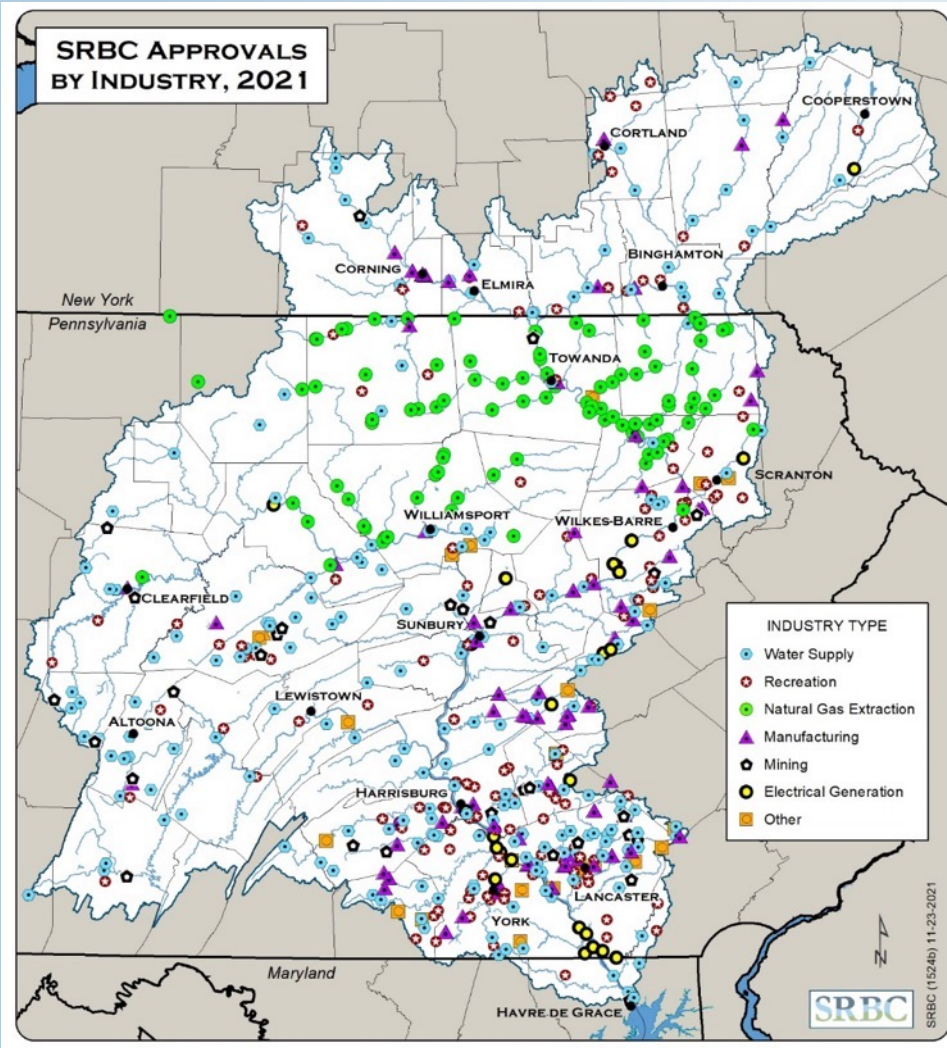 SRBC APPROVALS
BY INDUSTRY, 2021
COOPERSTOWN
CORTLAND
BINGHAMTON
CORNING
ELMIRA
New York
Pennsylvania
TOWANDA
SCRANTON
WILLIAMSPORT
WILKES-BARRE
CLEARFIELD
SUNBURY
LEWISTOWN
ALTOONA
HARRISBURG
LANCASTER
YORK
Maryland
HAVRE DE GRACE
INDUSTRY TYPE
Water Supply
Recreation
Natural Gas Extraction
Manufacturing
Mining
Electrical Generation
Other
N
SRBC
SRBC (1524b) 11-23-2021